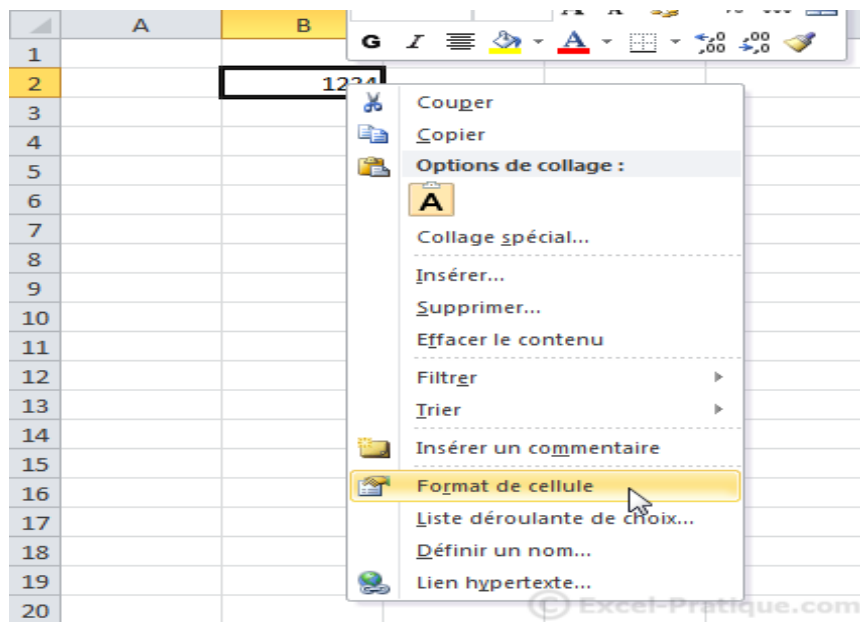 A B
G I A ,0 ,00 ,00 ,0
1
2
3 Couper
4 Copier
5 Options de collage :
6 A
7 Collage spécial...
8
9 Insérer...
10 Supprimer...
11 Effacer le contenu
12 Filtrer
13 Trier
14 Insérer un commentaire
15
16 Format de cellule
17 Liste déroulante de choix...
18 Définir un nom...
19 Lien hypertexte...
20 © Excel-Pratique.com